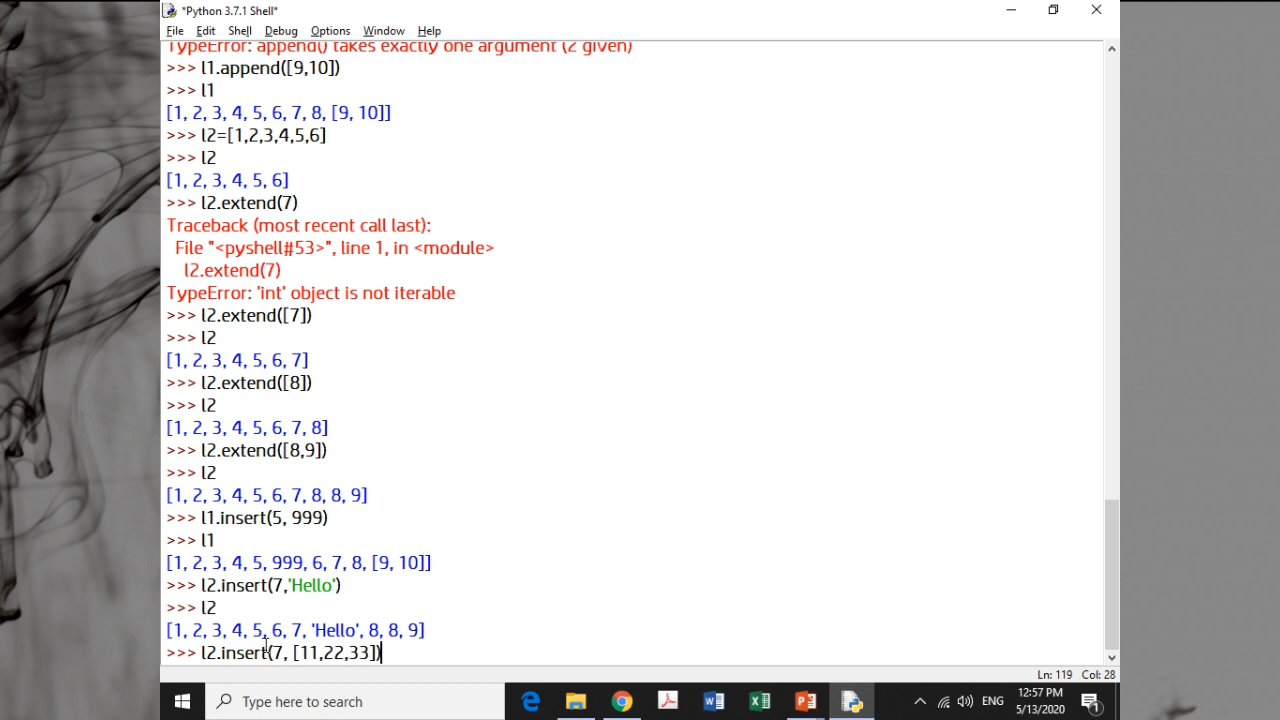 *Python 3.7.1 Shell*
File Edit Shell Debug Options Window Help
TypeError: append() takes exactly one argument (2 given)
>>> l1.append([9,10])
>>> l1
[1, 2, 3, 4, 5, 6, 7, 8, [9, 10]]
>>> l2=[1,2,3,4,5,6]
>>> l2
[1, 2, 3, 4, 5, 6]
>>> l2.extend(7)
Traceback (most recent call last):
File "<pyshell#53>", line 1, in <module>
l2.extend(7)
TypeError: 'int' object is not iterable
>>> l2.extend([7])
>>> l2
[1, 2, 3, 4, 5, 6, 7]
>>> l2.extend([8])
>>> l2
[1, 2, 3, 4, 5, 6, 7, 8]
>>> l2.extend([8,9])
>>> l2
[1, 2, 3, 4, 5, 6, 7, 8, 8, 9]
>>> l1.insert(5, 999)
>>> l1
[1, 2, 3, 4, 5, 999, 6, 7, 8, [9, 10]]
>>> l2.insert(7,'Hello')
>>> l2
[1, 2, 3, 4, 5, 6, 7, 'Hello', 8, 8, 9]
>>> l2.insert(7, [11,22,33])
Ln: 119 Col: 28
Type here to search
ENG
12:57 PM
5/13/2020
1